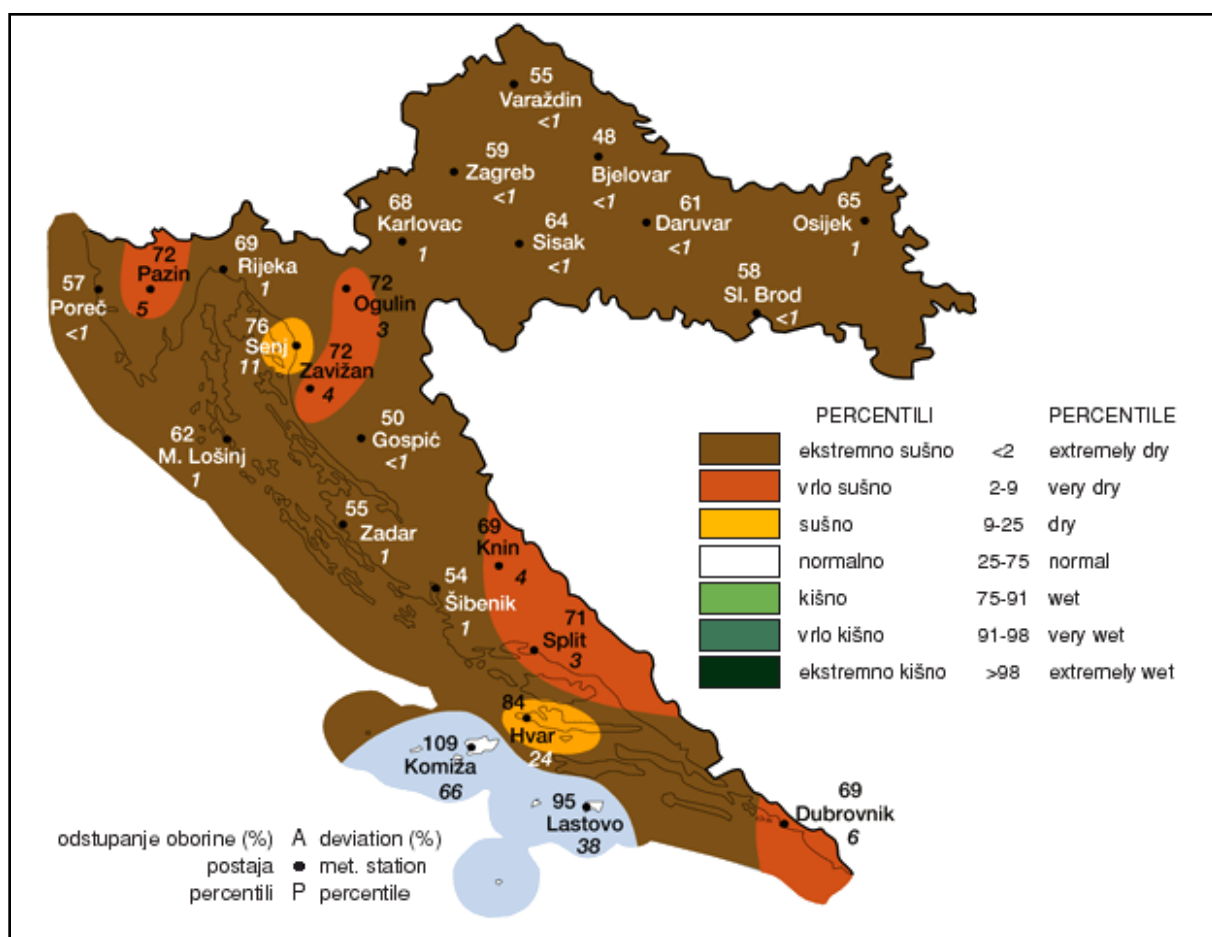 55
Varaždin
<1
48
Bjelovar
<1
59
Zagreb
<1
68
Karlovac
1
64
Sisak
<1
61
Daruvar
<1
65
Osijek
1
58
Sl. Brod
<1
72
Pazin
5
69
Rijeka
1
57
Poreč
<1
72
Ogulin
3
76
Senj
11
72
Zavižan
4
50
Gospić
<1
62
M. Lošinj
1
55
Zadar
1
69
Knin
4
54
Šibenik
1
71
Split
3
84
Hvar
24
109
Komiža
66
95
Lastovo
38
69
Dubrovnik
6
PERCENTILI PERCENTILE
ekstremno sušno <2 extremely dry
vrlo sušno 2-9 very dry
sušno 9-25 dry
normalno 25-75 normal
kišno 75-91 wet
vrlo kišno 91-98 very wet
ekstremno kišno >98 extremely wet
odstupanje oborine (%) A deviation (%)
postaja met. station
percentili P percentile